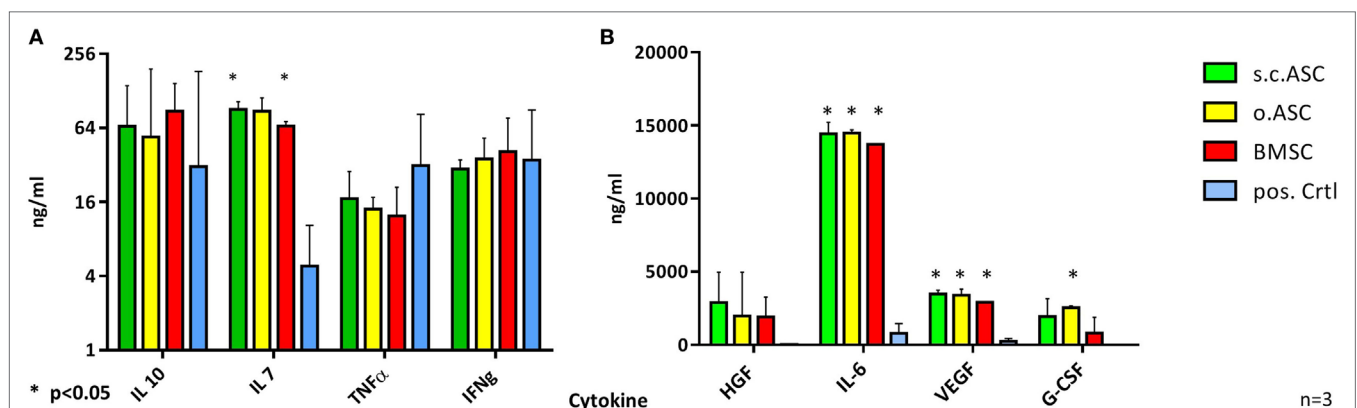 A
256
64
16
4
1
ng/ml
* *
IL 10
IL 7
TNFα
IFNg
* p<0.05
Cytokine
B
20000
15000
10000
5000
0
ng/ml
* * *
* * *
*
HGF
IL-6
VEGF
G-CSF
s.c.ASC
o.ASC
BMSC
pos. Crtl
n=3